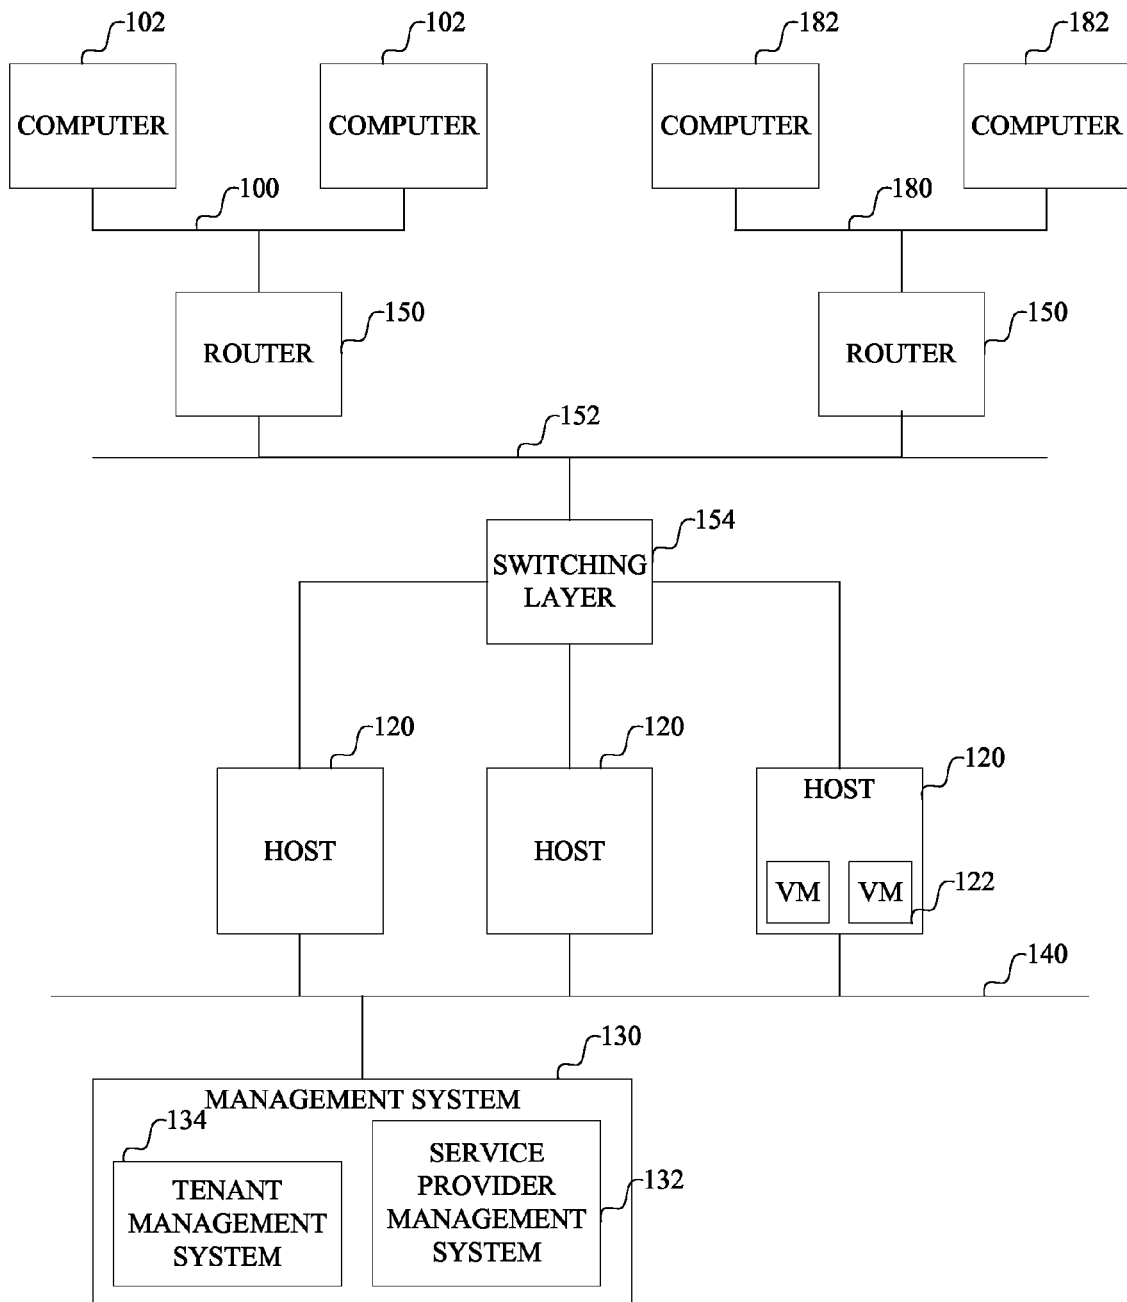 102
102
182
182
COMPUTER
COMPUTER
COMPUTER
COMPUTER
100
180
150
150
ROUTER
ROUTER
152
154
SWITCHING
LAYER
120
120
120
HOST
HOST
HOST
VM
VM
122
140
130
MANAGEMENT SYSTEM
134
TENANT
MANAGEMENT
SYSTEM
SERVICE
PROVIDER
MANAGEMENT
SYSTEM
132